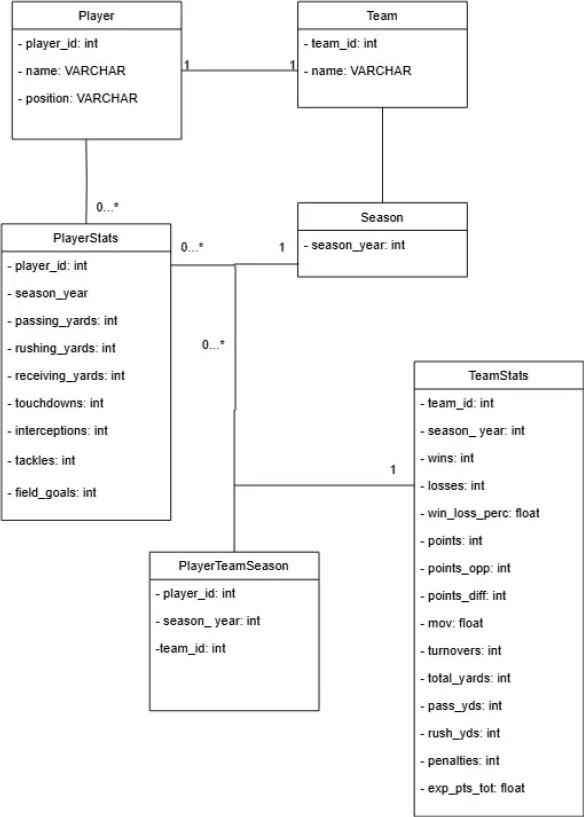 Player
- player_id: int
- name: VARCHAR
- position: VARCHAR
1
1
Team
- team_id: int
- name: VARCHAR
0...*
Season
- season_year: int
PlayerStats
- player_id: int
- season_year
- passing_yards: int
- rushing_yards: int
- receiving_yards: int
- touchdowns: int
- interceptions: int
- tackles: int
- field_goals: int
0...*
1
0...*
1
TeamStats
- team_id: int
- season_ year: int
- wins: int
- losses: int
- win_loss_perc: float
- points: int
- points_opp: int
- points_diff: int
- mov: float
- turnovers: int
- total_yards: int
- pass_yds: int
- rush_yds: int
- penalties: int
- exp_pts_tot: float
PlayerTeamSeason
- player_id: int
- season_ year: int
-team_id: int